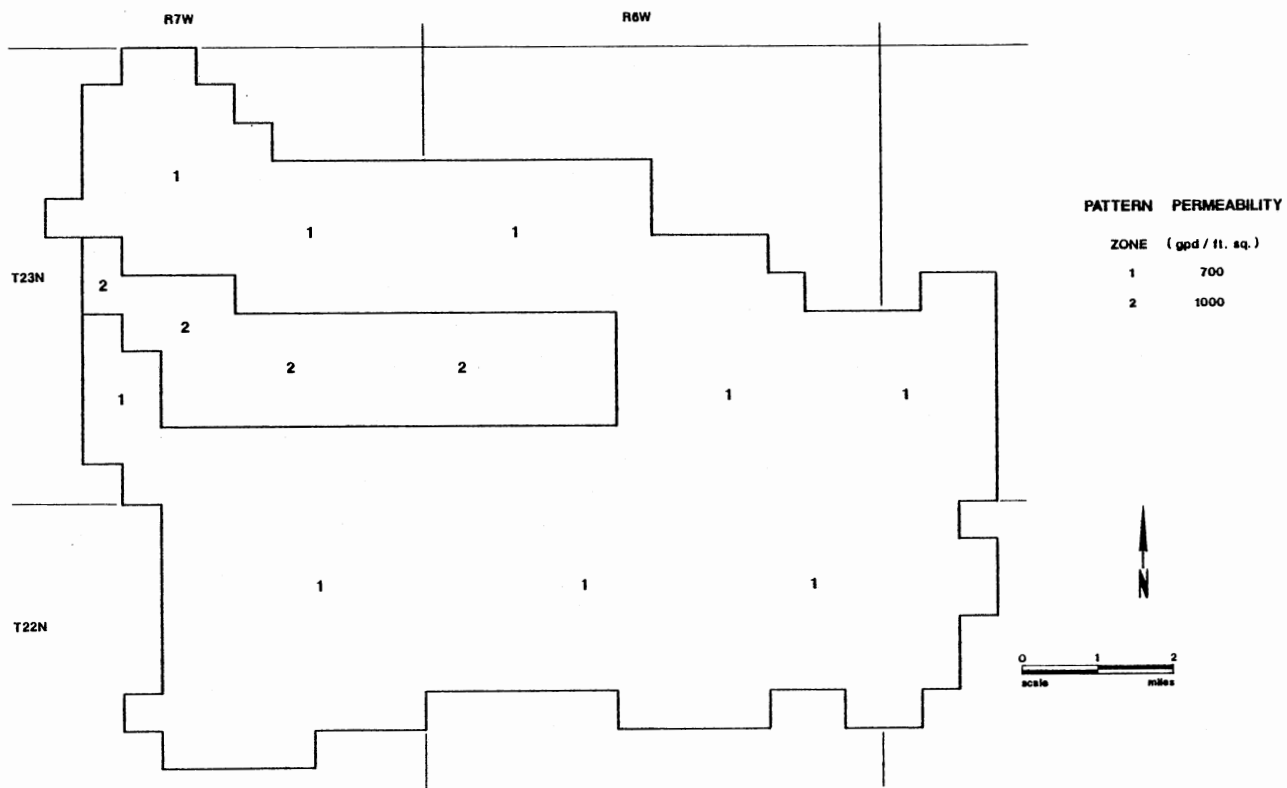 R7W
R6W
1
1
1
PATTERN PERMEABILITY
ZONE ( gpd / ft. sq. )
1 700
2 1000
T23N
2
2
2
2
1
1
1
1
1
1
T22N
N
0 1 2
scale miles